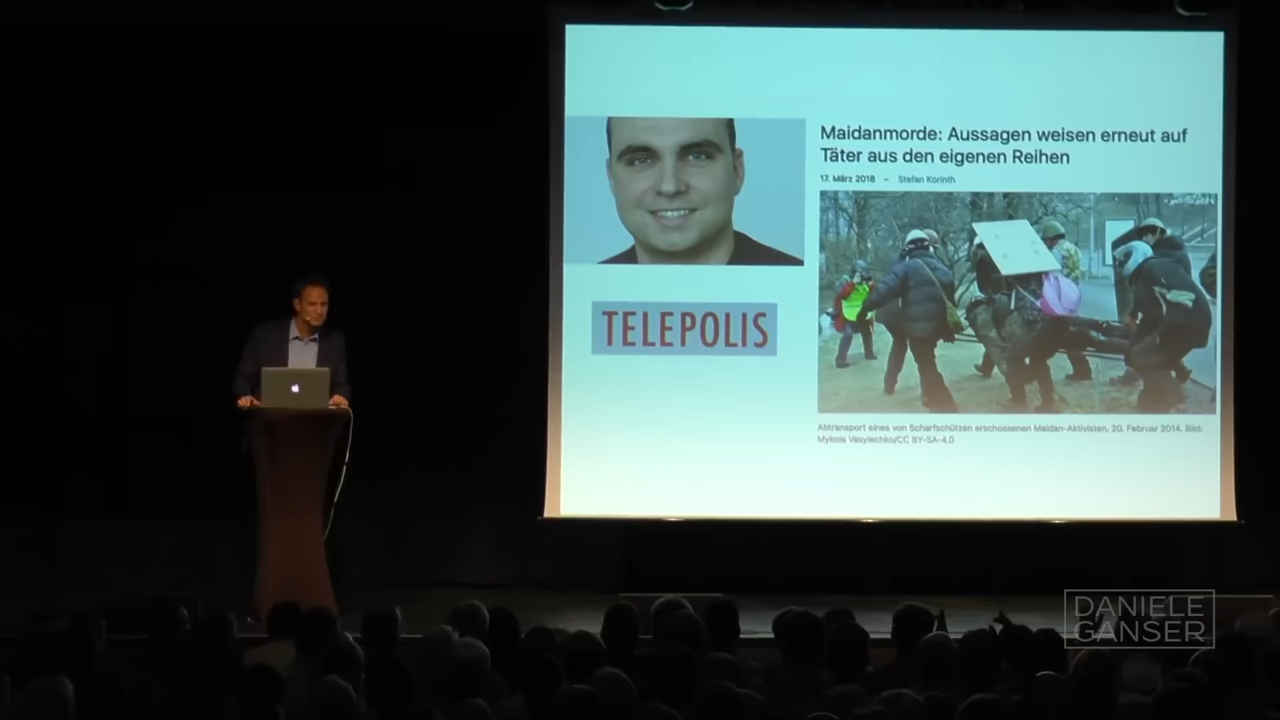 Maidanmorde: Aussagen weisen erneut auf
Täter aus den eigenen Reihen
17. März 2018 – Stefan Korinth
TELEPOLIS
Abtransport eines von Scharfschützen erschossenen Maidan-Aktivisten. 20. Februar 2014. Bild:
Mykola Vasylechko/CC BY-SA-4.0
DANIELE
GANSER